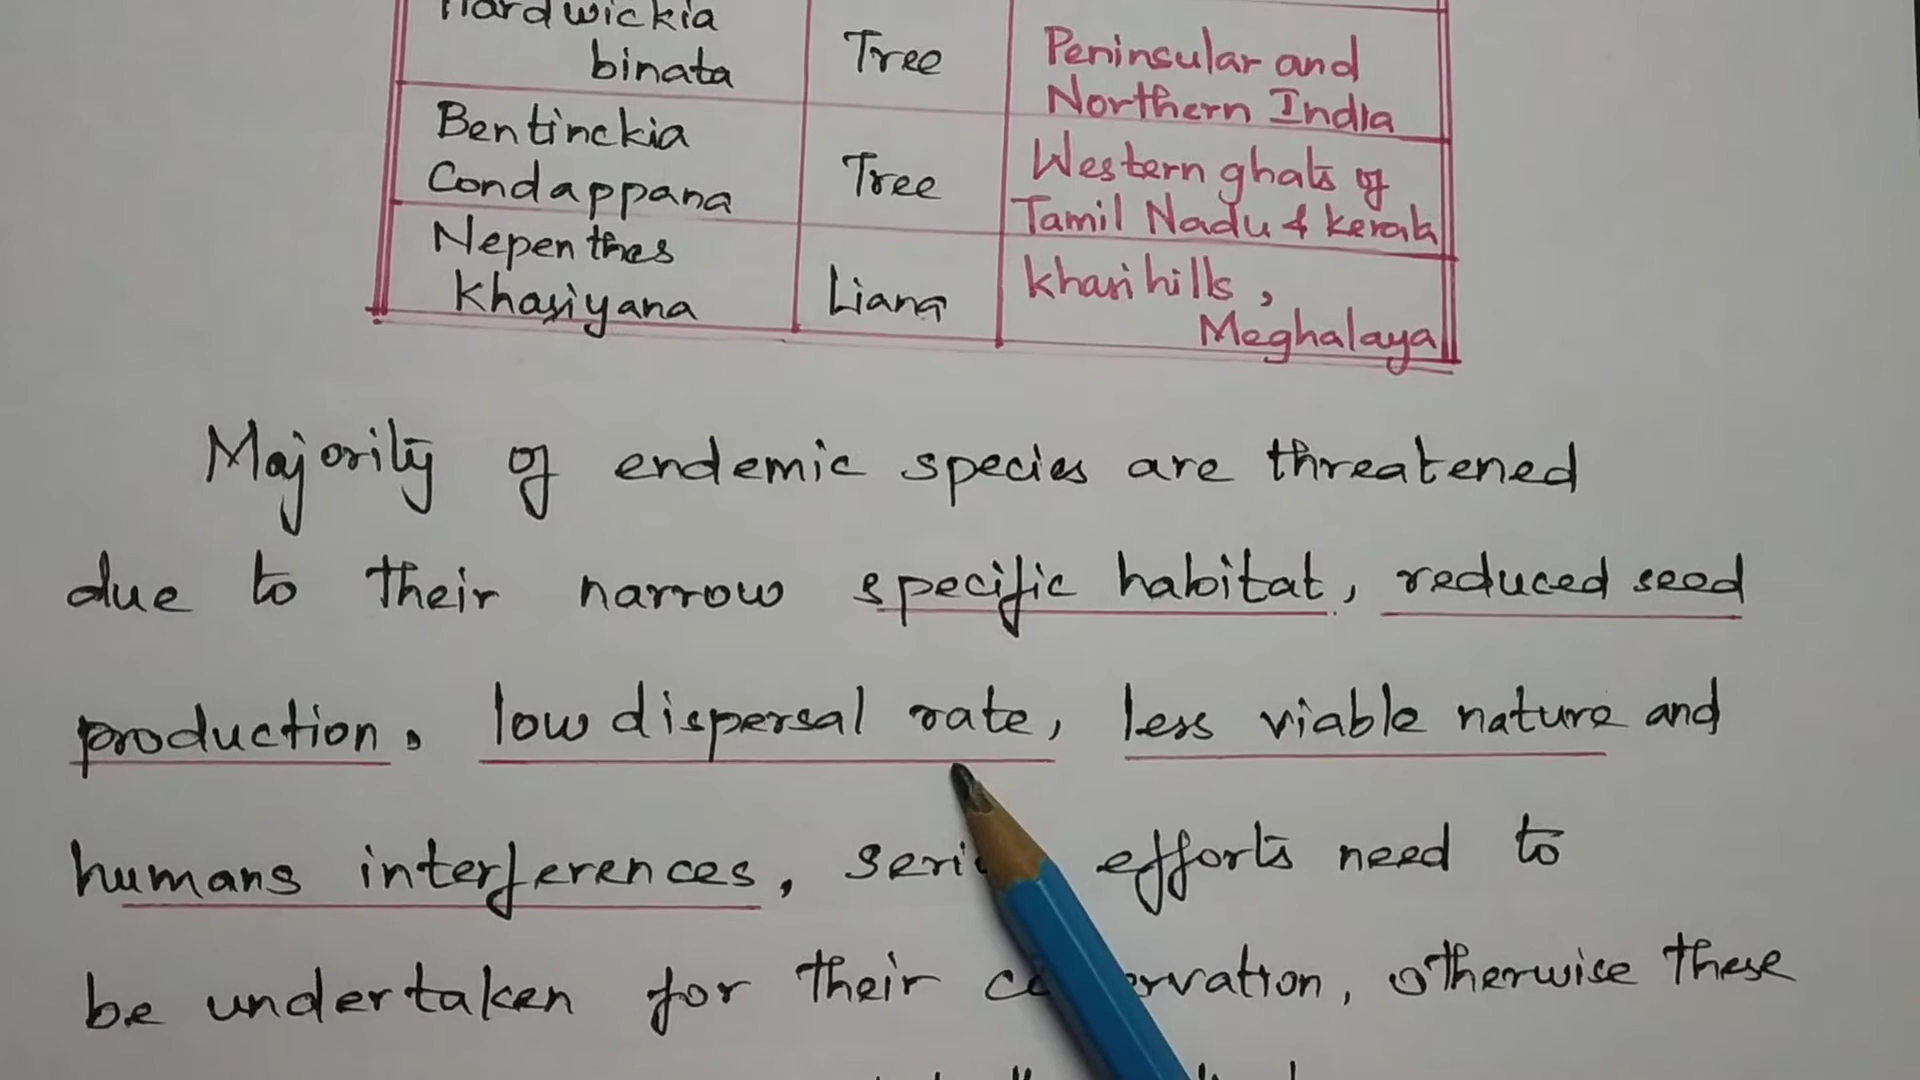 Hardwickia
binata
Tree
Peninsular and
Northern India
Bentinckia
Condappana
Tree
Western ghats of
Tamil Nadu & Kerala
Nepenthes
Khasiyana
Liana
Khasi hills,
Meghalaya
Majority of endemic species are threatened
due to their narrow specific habitat, reduced seed
production, low dispersal rate, less viable nature and
humans interferences, efforts need to
be undertaken for their otherwise these